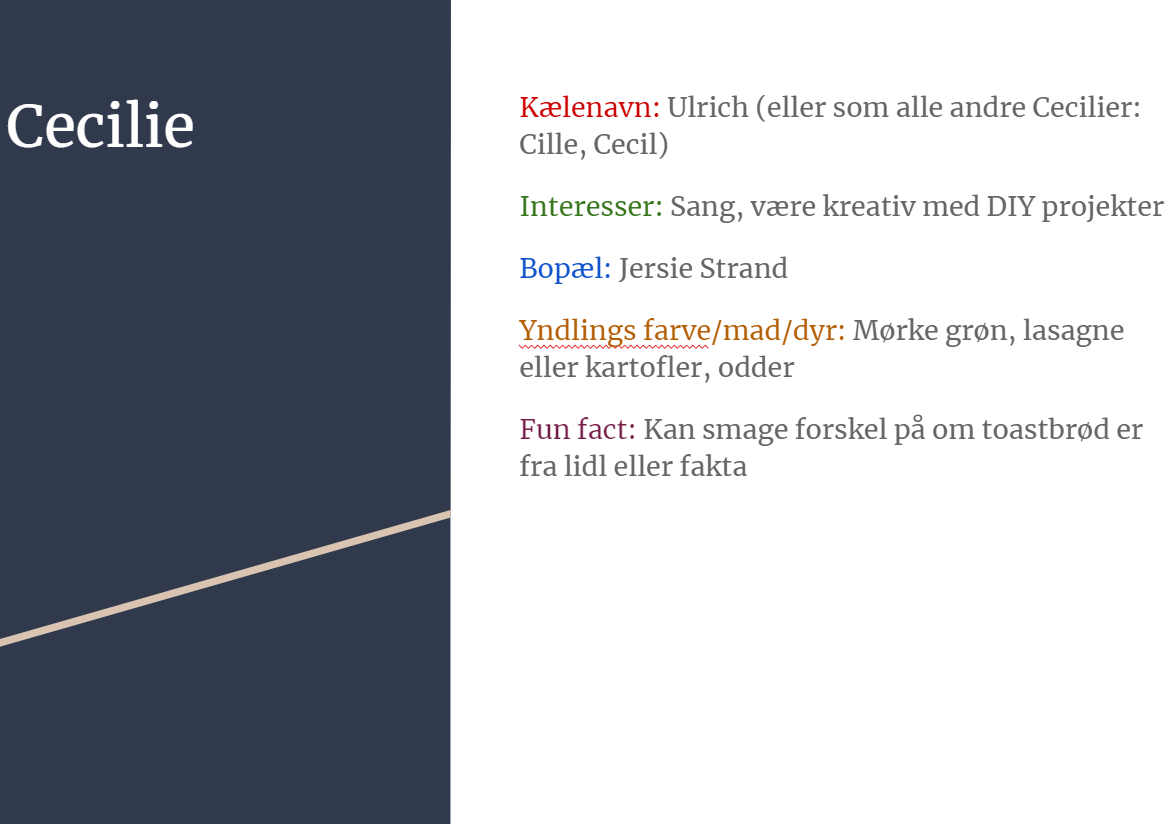 Cecilie
Kælenavn: Ulrich (eller som alle andre Cecilier:
Cille, Cecil)
Interesser: Sang, være kreativ med DIY projekter
Bopæl: Jersie Strand
Yndlings farve/mad/dyr: Mørke grøn, lasagne
eller kartofler, odder
Fun fact: Kan smage forskel på om toastbrød er
fra lidl eller fakta